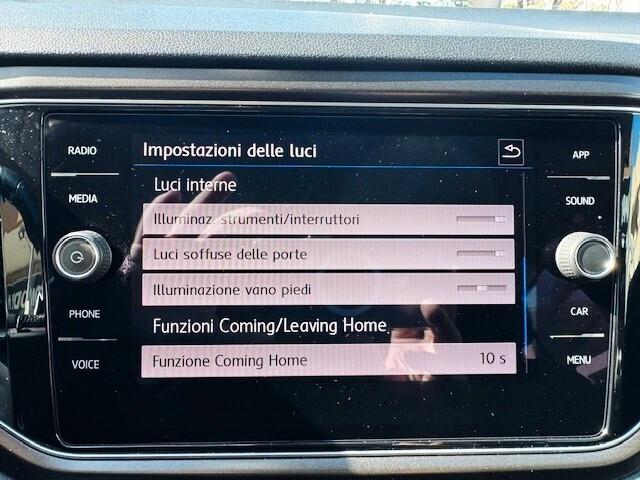 Impostazioni delle luci
RADIO
MEDIA
PHONE
VOICE
Luci interne
Illuminaz. strumenti/interruttori
Luci soffuse delle porte
Illuminazione vano piedi
Funzioni Coming/Leaving Home
Funzione Coming Home 10 s
APP
SOUND
CAR
MENU